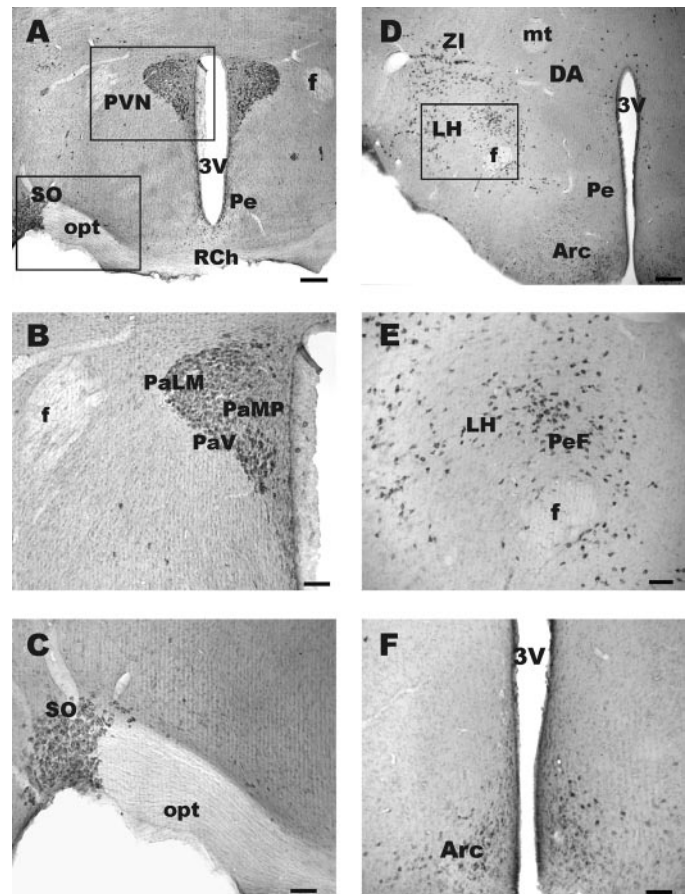 A
PVN
f
3V
SO
Pe
opt
RCh
D
mt
ZI
DA
3V
LH
f
Pe
Arc
B
PaLM
f
PaMP
PaV
E
LH
PeF
f
C
SO
opt
F
3V
Arc